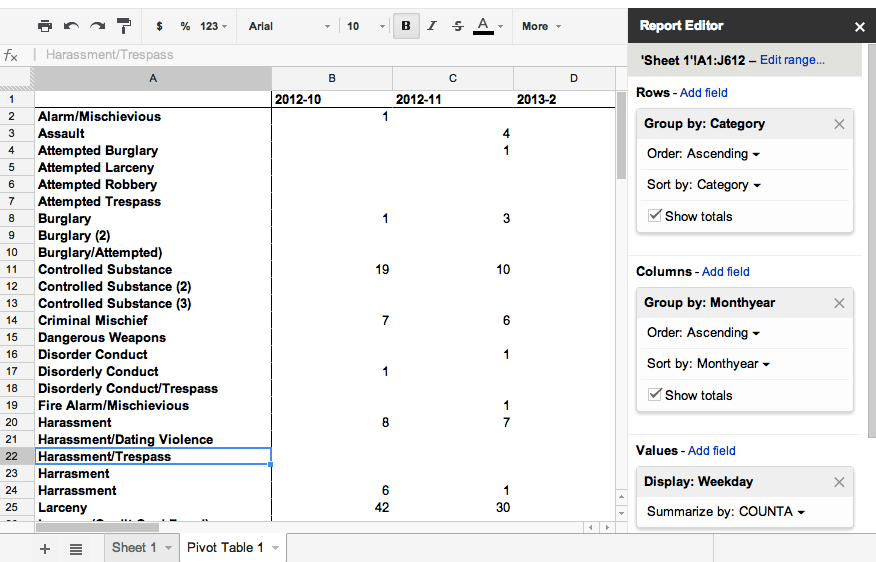 $ % 123 Arial 10 B I S A More
fx Harassment/Trespass
A B C D
1 2012-10 2012-11 2013-2
2 Alarm/Mischievious 1
3 Assault 4
4 Attempted Burglary 1
5 Attempted Larceny
6 Attempted Robbery
7 Attempted Trespass
8 Burglary 1 3
9 Burglary (2)
10 Burglary/Attempted)
11 Controlled Substance 19 10
12 Controlled Substance (2)
13 Controlled Substance (3)
14 Criminal Mischief 7 6
15 Dangerous Weapons
16 Disorder Conduct 1
17 Disorderly Conduct 1
18 Disorderly Conduct/Trespass
19 Fire Alarm/Mischievious 1
20 Harassment 8 7
21 Harassment/Dating Violence
22 Harassment/Trespass
23 Harrasment
24 Harrassment 6 1
25 Larceny 42 30
Sheet 1 Pivot Table 1
Report Editor
'Sheet 1'!A1:J612 – Edit range...
Rows - Add field
Group by: Category
Order: Ascending
Sort by: Category
Show totals
Columns - Add field
Group by: Monthyear
Order: Ascending
Sort by: Monthyear
Show totals
Values - Add field
Display: Weekday
Summarize by: COUNTA